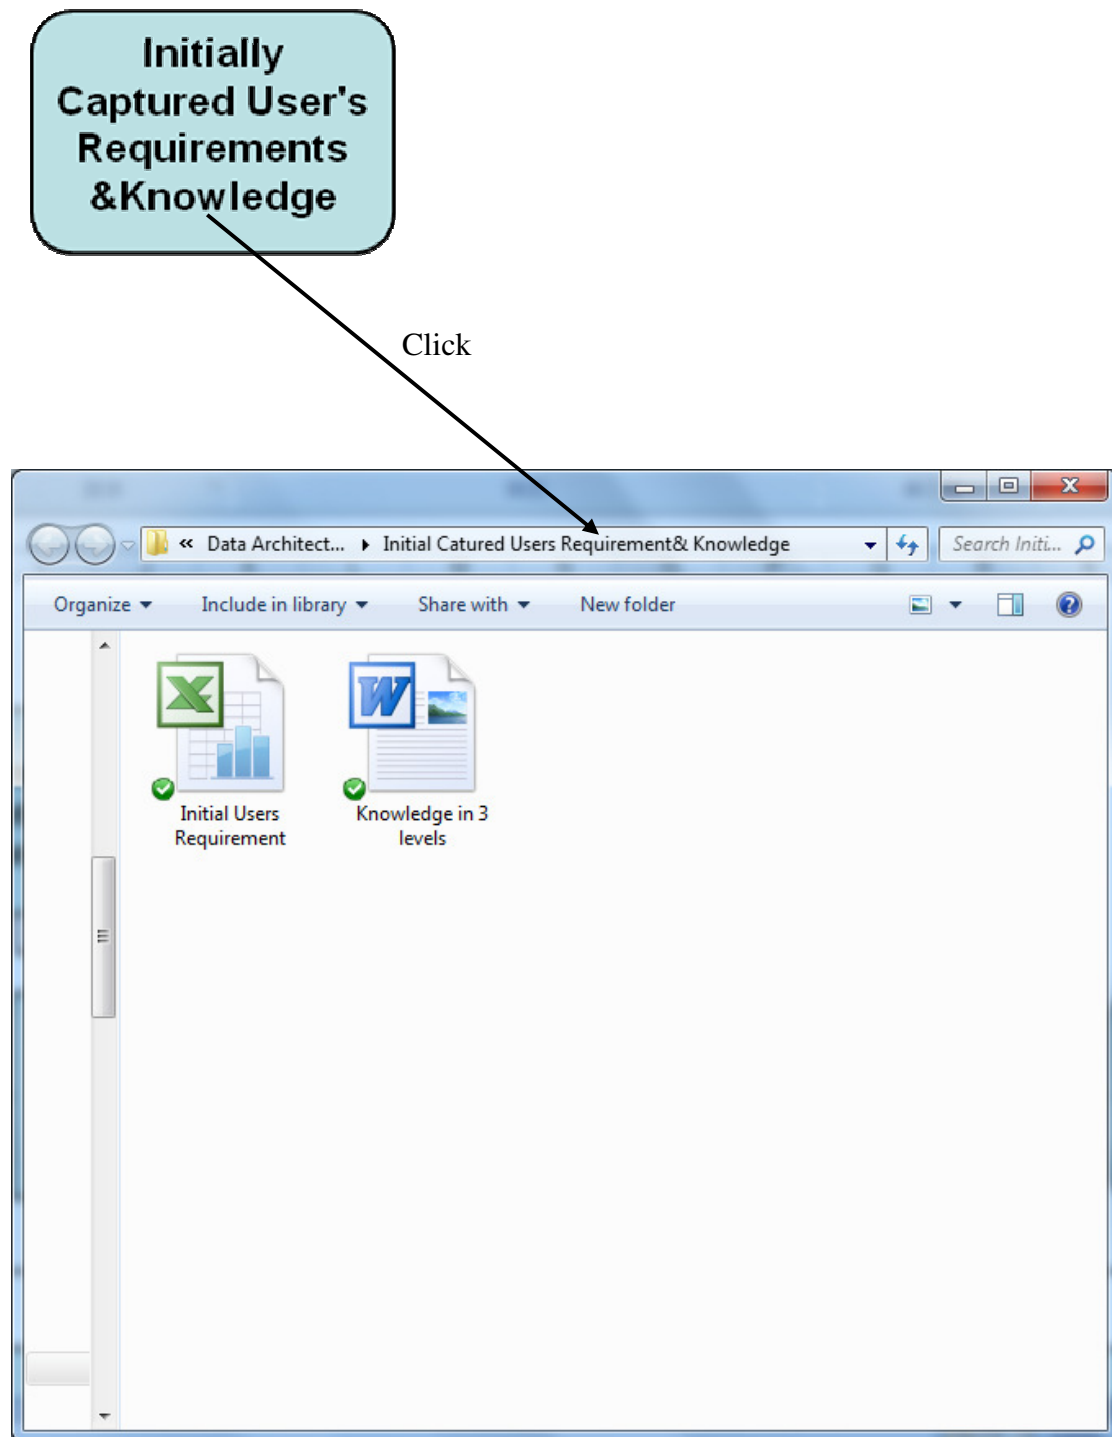 Initially
Captured User's
Requirements
&Knowledge
Click
« Data Architect... Initial Catured Users Requirement& Knowledge Search Initi...
Organize Include in library Share with New folder
Initial Users
Requirement
Knowledge in 3
levels